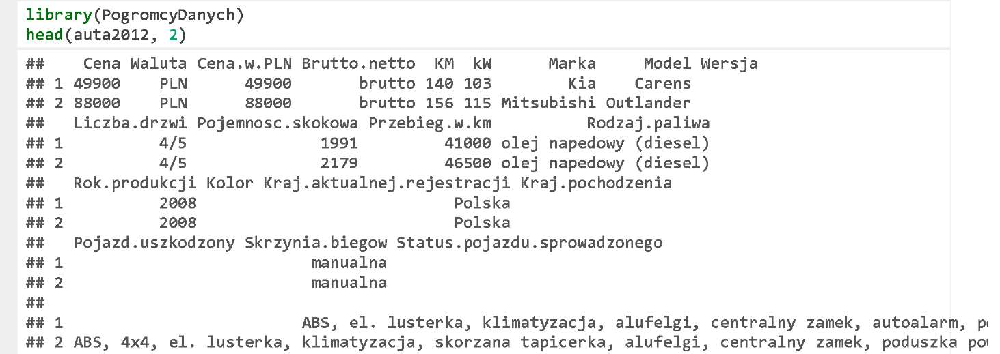 library(PogromcyDanych)
head(auta2012, 2)
##    Cena Waluta Cena.w.PLN Brutto.netto  KM  kW      Marka     Model Wersja
## 1 49900    PLN      49900       brutto 140 103        Kia    Carens
## 2 88000    PLN      88000       brutto 156 115 Mitsubishi Outlander
##   Liczba.drzwi Pojemnosc.skokowa Przebieg.w.km          Rodzaj.paliwa
## 1          4/5              1991         41000 olej napedowy (diesel)
## 2          4/5              2179         46500 olej napedowy (diesel)
##   Rok.produkcji Kolor Kraj.aktualnej.rejestracji Kraj.pochodzenia
## 1          2008                           Polska
## 2          2008                           Polska
##   Pojazd.uszkodzony Skrzynia.biegow Status.pojazdu.sprowadzonego
## 1                          manualna
## 2                          manualna
##
## 1                         ABS, el. lusterka, klimatyzacja, alufelgi, centralny zamek, autoalarm,
## 2 ABS, 4x4, el. lusterka, klimatyzacja, skorzana tapicerka, alufelgi, centralny zamek, poduszka